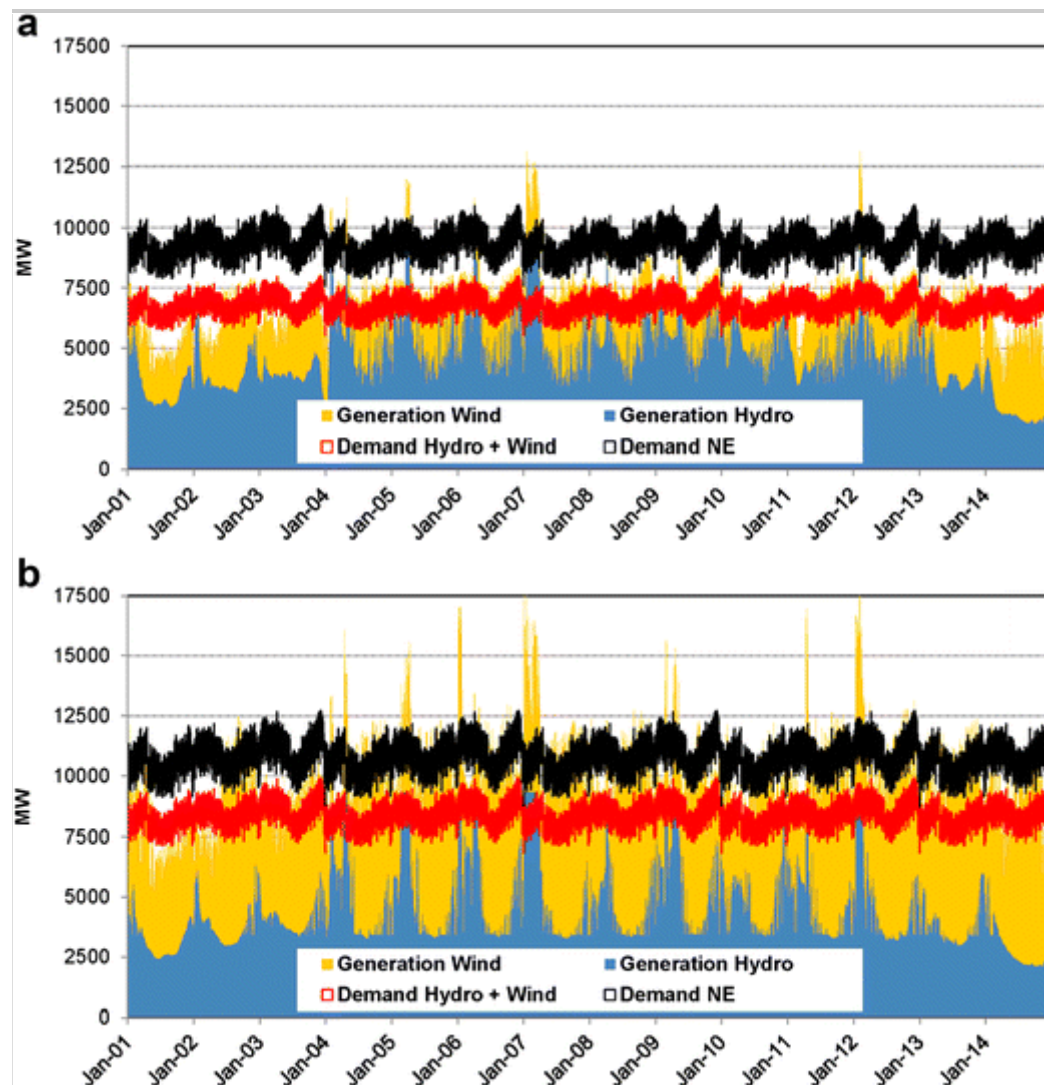 a
17500
15000
12500
10000
7500
5000
2500
0
MW
Generation Wind Generation Hydro
Demand Hydro + Wind Demand NE
Jan-01 Jan-02 Jan-03 Jan-04 Jan-05 Jan-06 Jan-07 Jan-08 Jan-09 Jan-10 Jan-11 Jan-12 Jan-13 Jan-14
b
17500
15000
12500
10000
7500
5000
2500
0
MW
Generation Wind Generation Hydro
Demand Hydro + Wind Demand NE
Jan-01 Jan-02 Jan-03 Jan-04 Jan-05 Jan-06 Jan-07 Jan-08 Jan-09 Jan-10 Jan-11 Jan-12 Jan-13 Jan-14